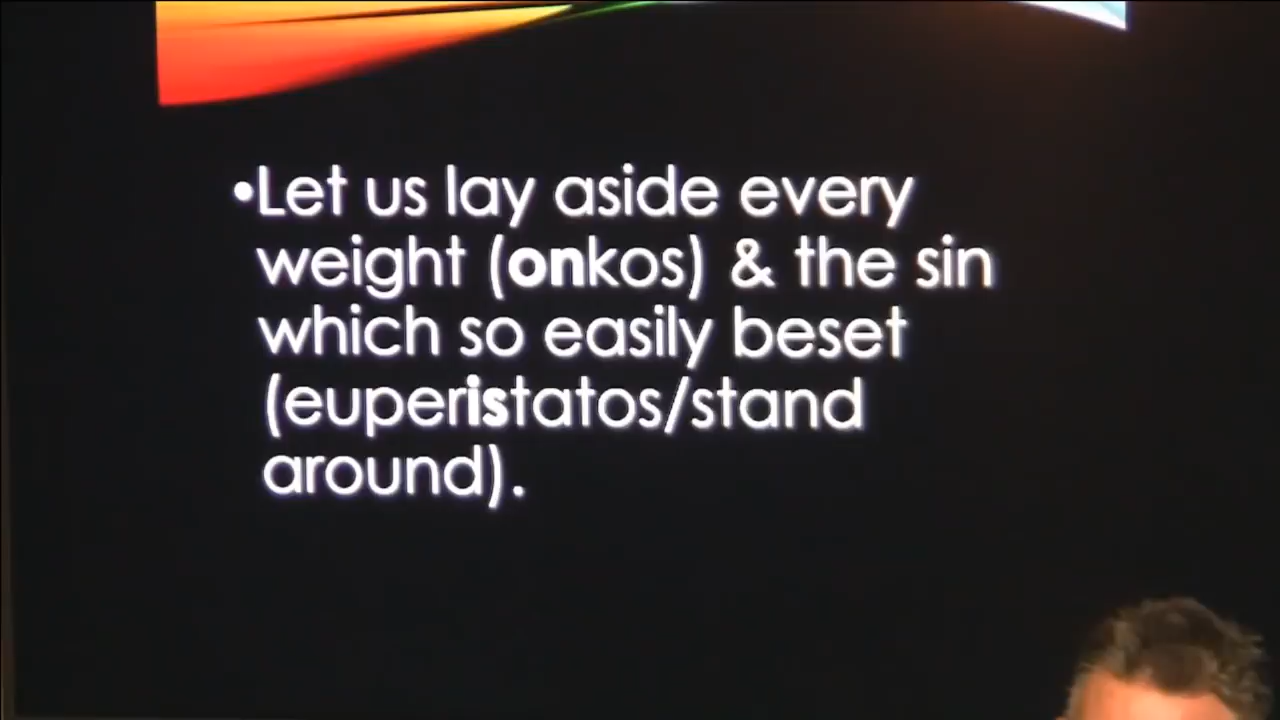 •Let us lay aside every
weight (onkos) & the sin
which so easily beset
(euperistatos/stand
around).